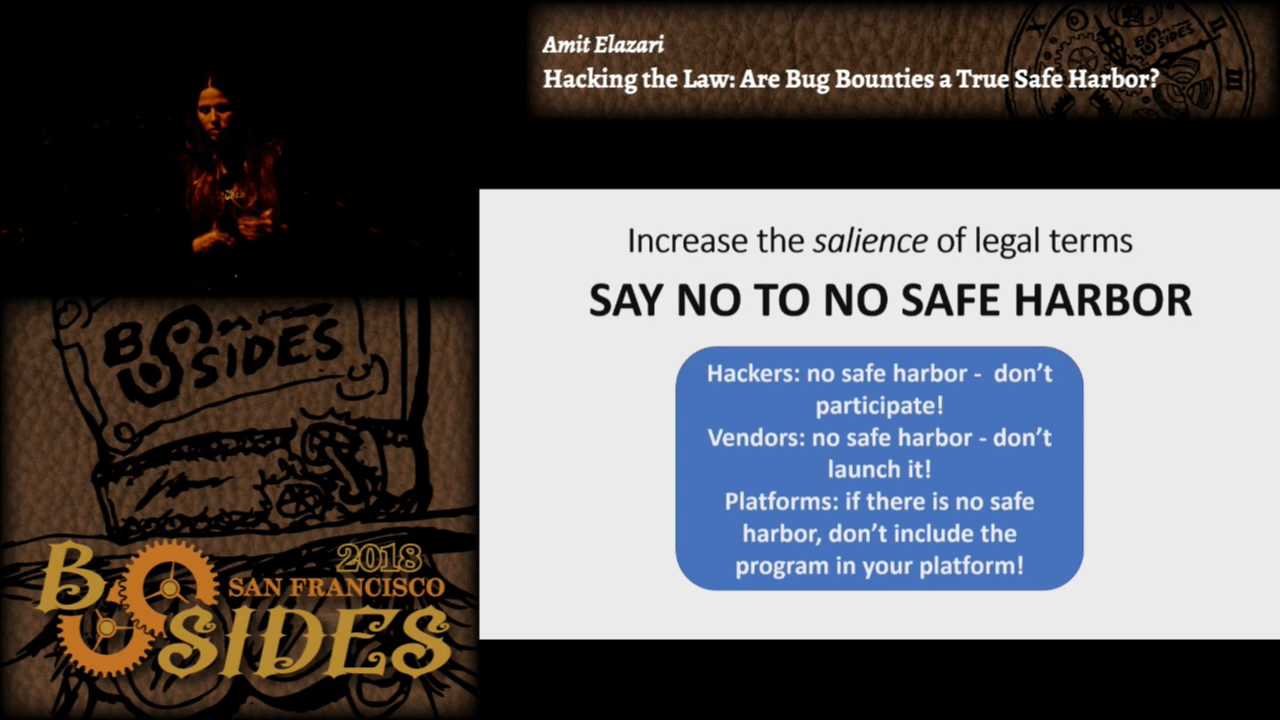 Amit Elazari
Hacking the Law: Are Bug Bounties a True Safe Harbor?
BSIDES
Increase the salience of legal terms
SAY NO TO NO SAFE HARBOR
Hackers: no safe harbor - don't
participate!
Vendors: no safe harbor - don't
launch it!
Platforms: if there is no safe
harbor, don't include the
program in your platform!
BSIDES
2018
SAN FRANCISCO
BSIDES